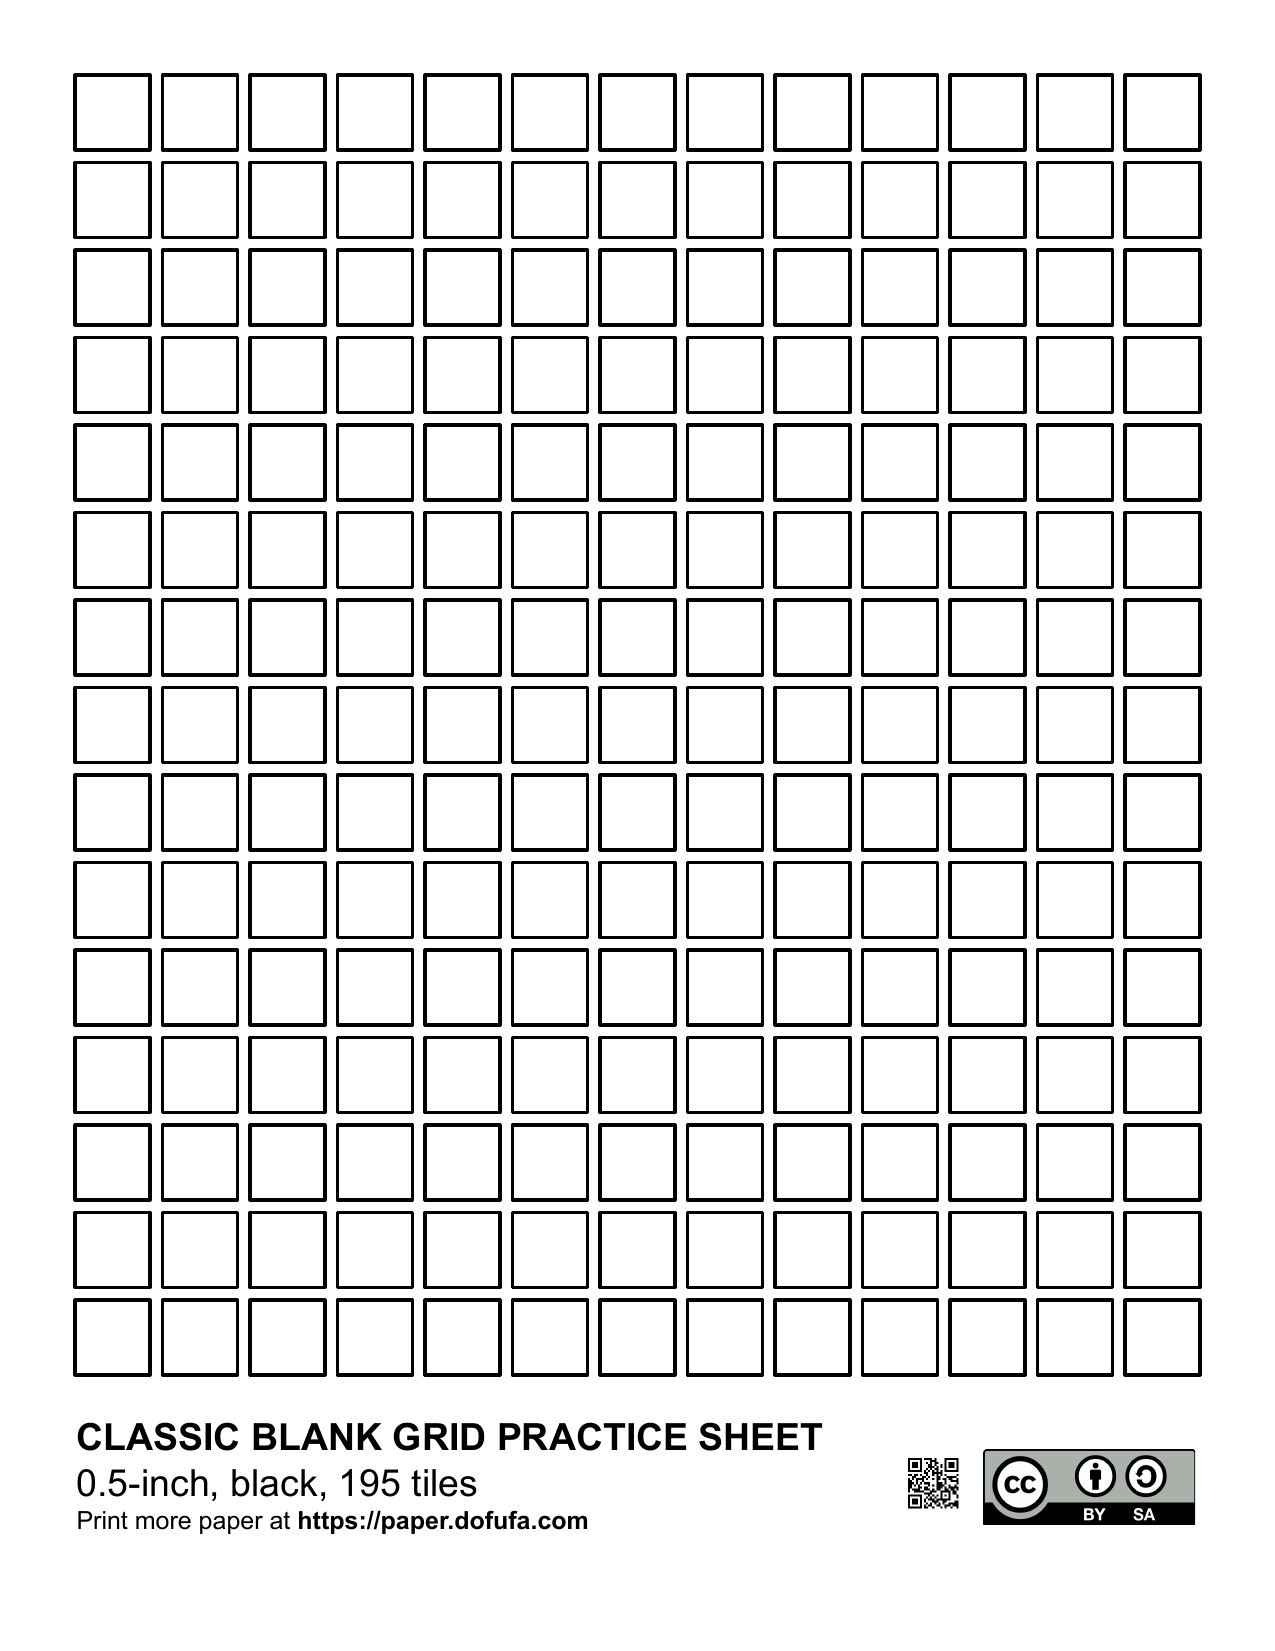 CLASSIC BLANK GRID PRACTICE SHEET
0.5-inch, black, 195 tiles
Print more paper at https://paper.dofufa.com
cc
BY SA